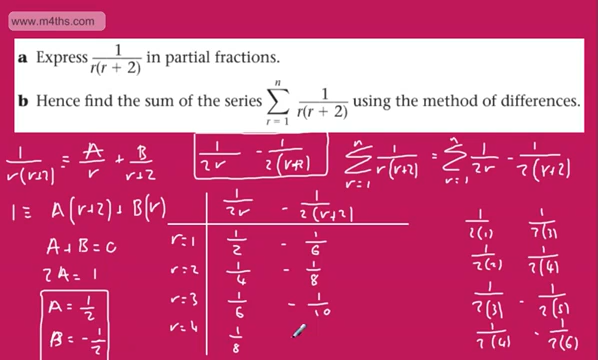 www.m4ths.com
a Express 1/(r(r + 2)) in partial fractions.
b Hence find the sum of the series ∑_{r = 1}^{n} 1/(r(r + 2)) using the method of differences.
1/(r(r+2)) ≡ A/r + B/(r+2)
1/(2r) - 1/(2(r+2))
∑_{r=1}^{n} 1/(r(r+2)) = ∑_{r=1}^{n} 1/(2r) - 1/(2(r+2))
1 ≡ A(r+2) + B(r)
A + B = 0
2A = 1
A = 1/2
B = -1/2
1/(2r) - 1/(2(r+2))
r=1 1/2 - 1/6
r=2 1/4 - 1/8
r=3 1/6 - 1/10
r=4 1/8
1/(2(1)) 1/(2(3))
1/(2(2)) 1/(2(4))
1/(2(3)) - 1/(2(5))
1/(2(4)) - 1/(2(6))